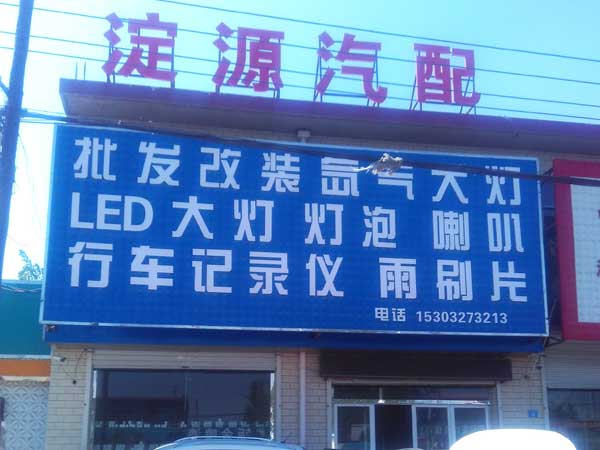 淀源汽配
批发改装氙气大灯
LED大灯 灯泡 喇叭
行车记录仪 雨刷片
电话 15303273213